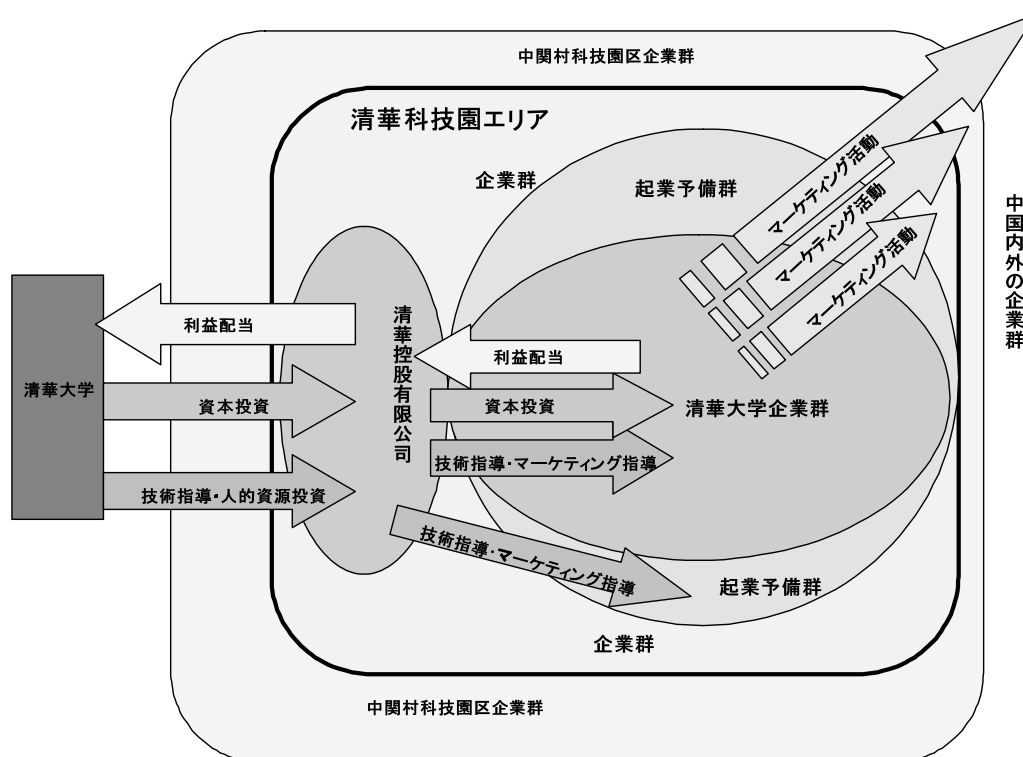 中関村科技園区企業群
清華科技園エリア
企業群
起業予備群
マーケティング活動
マーケティング活動
マーケティング活動
中国内外の企業群
利益配当
清華控股有限公司
利益配当
清華大学
資本投資
資本投資
清華大学企業群
技術指導・マーケティング指導
技術指導・人的資源投資
技術指導・マーケティング指導
起業予備群
企業群
中関村科技園区企業群